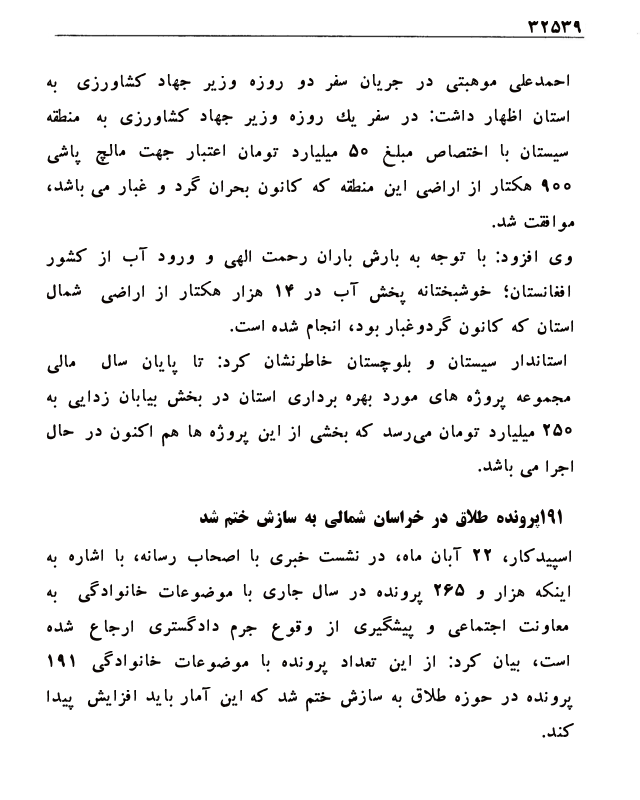 ۳۲۵۳۹
احمدعلی موهبتی در جریان سفر دو روزه وزیر جهاد کشاورزی به
استان اظهار داشت: در سفر یك روزه وزیر جهاد کشاورزی به منطقه
سیستان با اختصاص مبلغ ۵۰ میلیارد تومان اعتبار جهت مالچ پاشی
۹۰۰ هکتار از اراضی این منطقه که کانون بحران گرد و غبار می باشد،
موافقت شد.
وی افزود: با توجه به بارش باران رحمت الهی و ورود آب از کشور
افغانستان؛ خوشبختانه پخش آب در ۱۴ هزار هکتار از اراضی شمال
استان که کانون گردوغبار بود، انجام شده است.
استاندار سیستان و بلوچستان خاطرنشان کرد: تا پایان سال مالی
مجموعه پروژه های مورد بهره برداری استان در بخش بیابان زدایی به
۲۵۰ میلیارد تومان می‌رسد که بخشی از این پروژه ها هم اکنون در حال
اجرا می باشد.
۱۹۱پرونده طلاق در خراسان شمالی به سازش ختم شد
اسپیدکار، ۲۲ آبان ماه، در نشست خبری با اصحاب رسانه، با اشاره به
اینکه هزار و ۲۶۵ پرونده در سال جاری با موضوعات خانوادگی به
معاونت اجتماعی و پیشگیری از وقوع جرم دادگستری ارجاع شده
است، بیان کرد: از این تعداد پرونده با موضوعات خانوادگی ۱۹۱
پرونده در حوزه طلاق به سازش ختم شد که این آمار باید افزایش پیدا
کند.